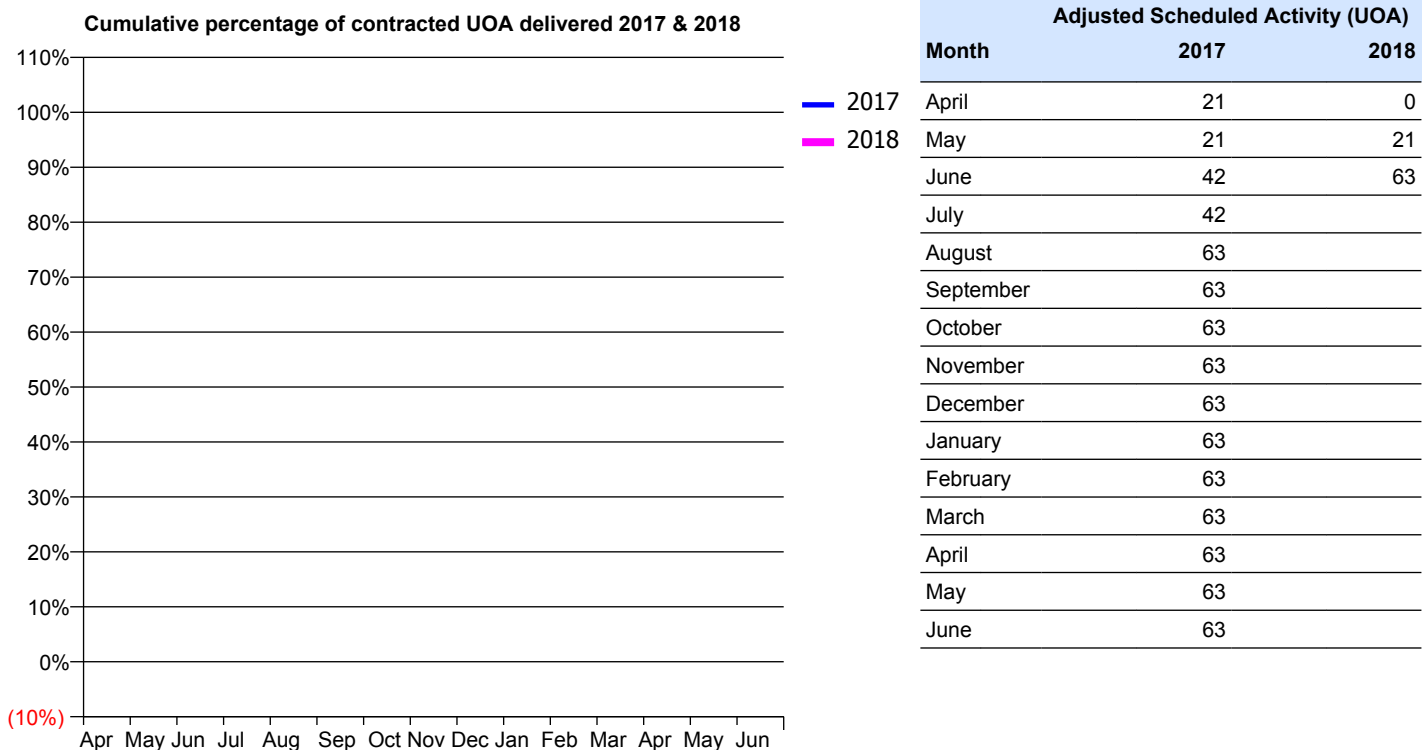 Cumulative percentage of contracted UOA delivered 2017 & 2018
110%
100%
90%
80%
70%
60%
50%
40%
30%
20%
10%
0%
(10%)
Apr May Jun Jul Aug Sep Oct Nov Dec Jan Feb Mar Apr May Jun
2017
2018
Adjusted Scheduled Activity (UOA)
Month 2017 2018
April 21 0
May 21 21
June 42 63
July 42
August 63
September 63
October 63
November 63
December 63
January 63
February 63
March 63
April 63
May 63
June 63